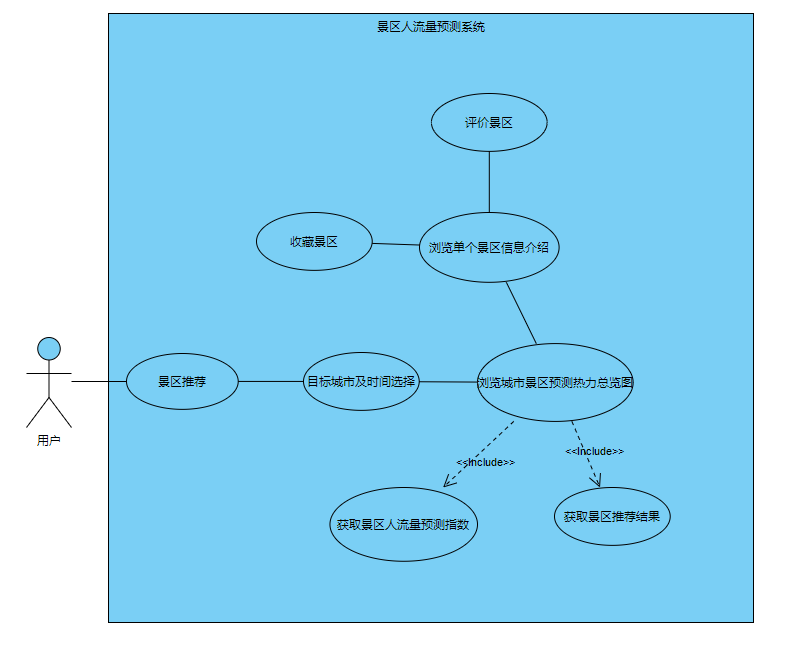 景区人流量预测系统
评价景区
收藏景区
浏览单个景区信息介绍
景区推荐
目标城市及时间选择
浏览城市景区预测热力总览图
用户
<<Include>>
<<Include>>
获取景区人流量预测指数
获取景区推荐结果